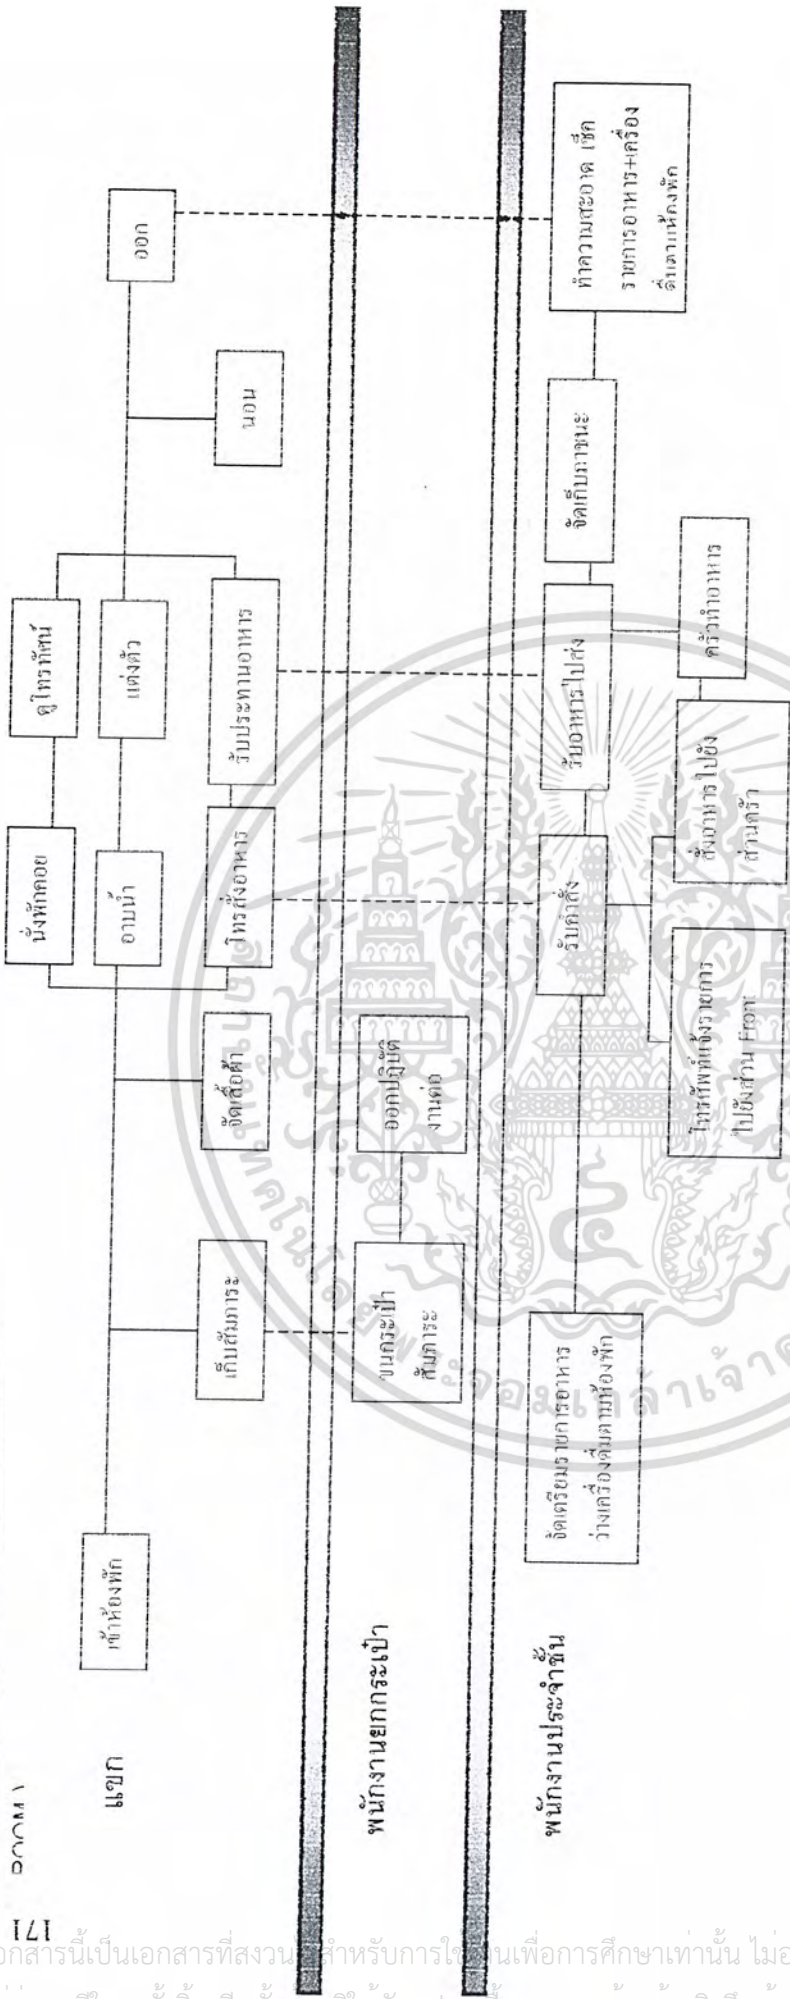 171
ROOM
แขก
เข้าห้องพัก
เก็บสัมภาระ
จัดเสื้อผ้า
นั่งพักคอย
อาบน้ำ
โทรสั่งอาหาร
ดูโทรทัศน์
แต่งตัว
รับประทานอาหาร
นอน
ออก
พนักงานยกกระเป๋า
ขนกระเป๋า
สัมภาระ
ออกปฏิบัติ
งานต่อ
พนักงานประจำชั้น
จัดเตรียมรายการอาหาร
ว่างเครื่องดื่มตามห้องพัก
รับคำสั่ง
โทรศัพท์แจ้งรายการ
ไปยังส่วน Front
สั่งอาหารไปยัง
ส่วนครัว
ครัวทำอาหาร
รับอาหารไปส่ง
จัดเก็บภาชนะ
ทำความสะอาด เช็ค
รายการอาหาร+เครื่อง
ดื่มตามห้องพัก
เอกสารนี้เป็นเอกสารที่สงวน สำหรับการใช้ เพื่อการศึกษาเท่านั้น